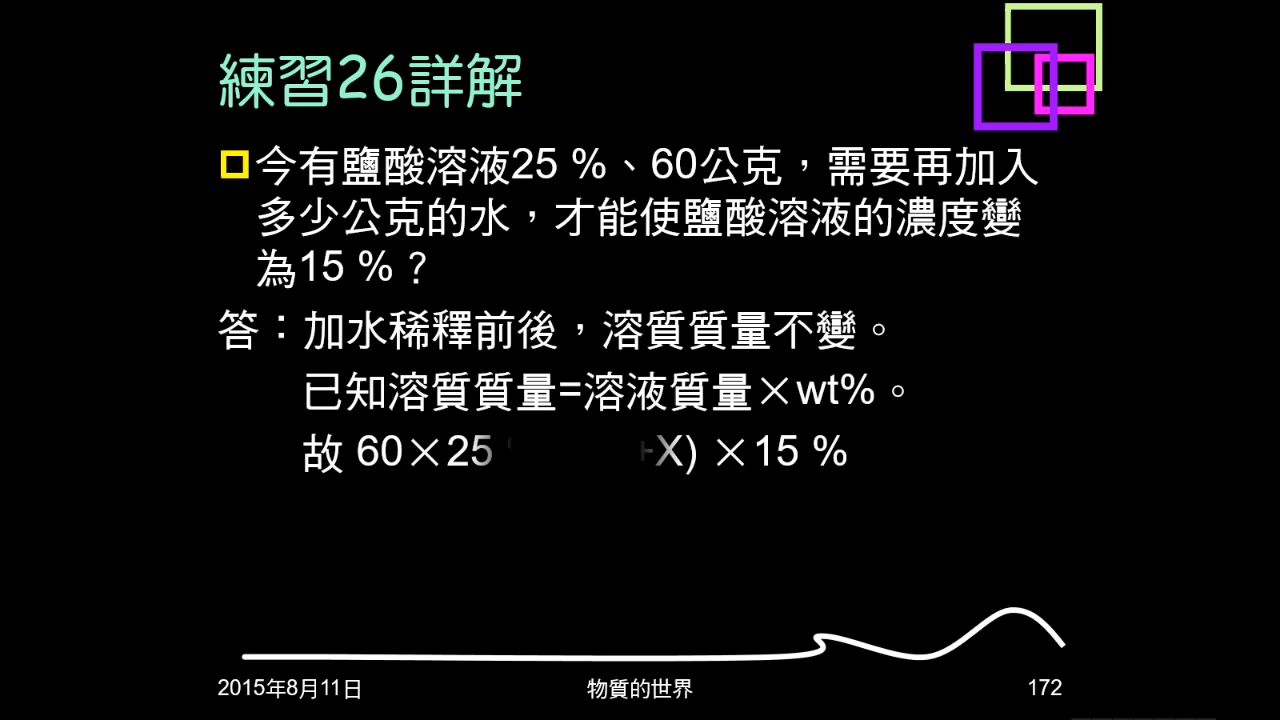 練習26詳解
今有鹽酸溶液25 %、60公克，需要再加入
多少公克的水，才能使鹽酸溶液的濃度變
為15 %？
答：加水稀釋前後，溶質質量不變。
已知溶質質量=溶液質量×wt%。
故 60×25 +X) ×15 %
2015年8月11日
物質的世界
172